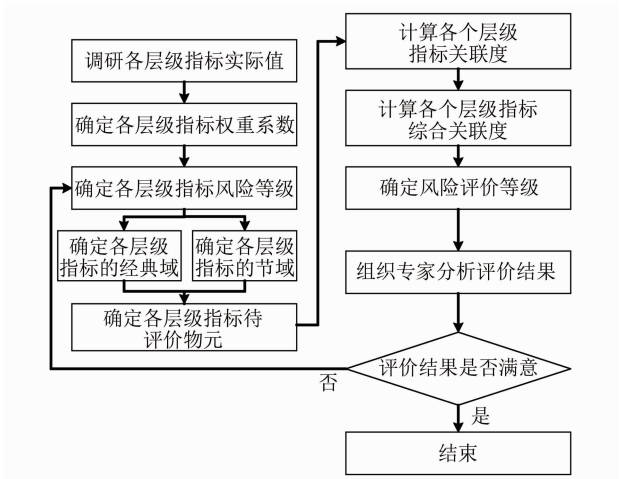 调研各层级指标实际值
确定各层级指标权重系数
确定各层级指标风险等级
确定各层级
指标的经典域
确定各层级
指标的节域
确定各层级指标待
评价物元
计算各个层级
指标关联度
计算各个层级指标
综合关联度
确定风险评价等级
组织专家分析评价结果
评价结果是否满意
否
是
结束